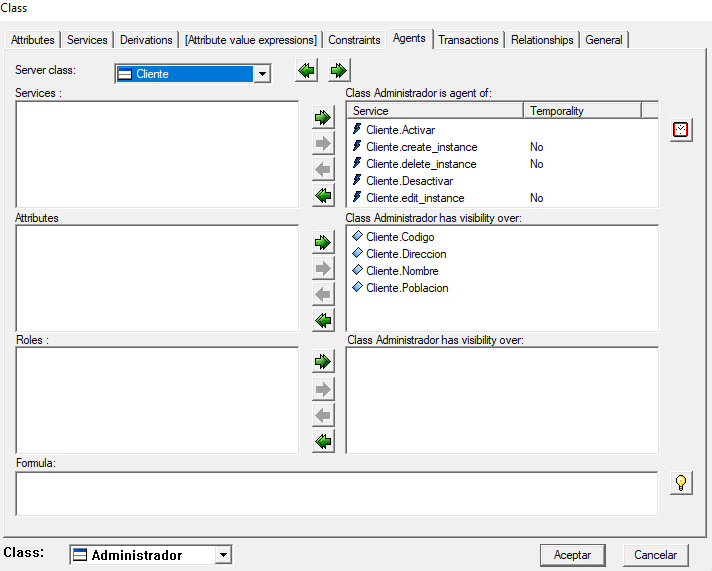 Class
Attributes Services Derivations [Attribute value expressions] Constraints Agents Transactions Relationships General
Server class: Cliente
Services : Class Administrador is agent of:
Service Temporality
Cliente.Activar
Cliente.create_instance No
Cliente.delete_instance No
Cliente.Desactivar
Cliente.edit_instance No
Attributes Class Administrador has visibility over:
Cliente.Codigo
Cliente.Direccion
Cliente.Nombre
Cliente.Poblacion
Roles : Class Administrador has visibility over:
Formula:
Class: Administrador Aceptar Cancelar